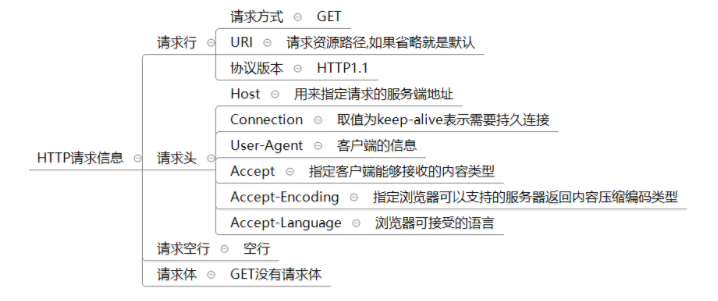 HTTP请求信息
请求行
请求方式 GET
URI 请求资源路径,如果省略就是默认
协议版本 HTTP1.1
请求头
Host 用来指定请求的服务端地址
Connection 取值为keep-alive表示需要持久连接
User-Agent 客户端的信息
Accept 指定客户端能够接收的内容类型
Accept-Encoding 指定浏览器可以支持的服务器返回内容压缩编码类型
Accept-Language 浏览器可接受的语言
请求空行 空行
请求体 GET没有请求体